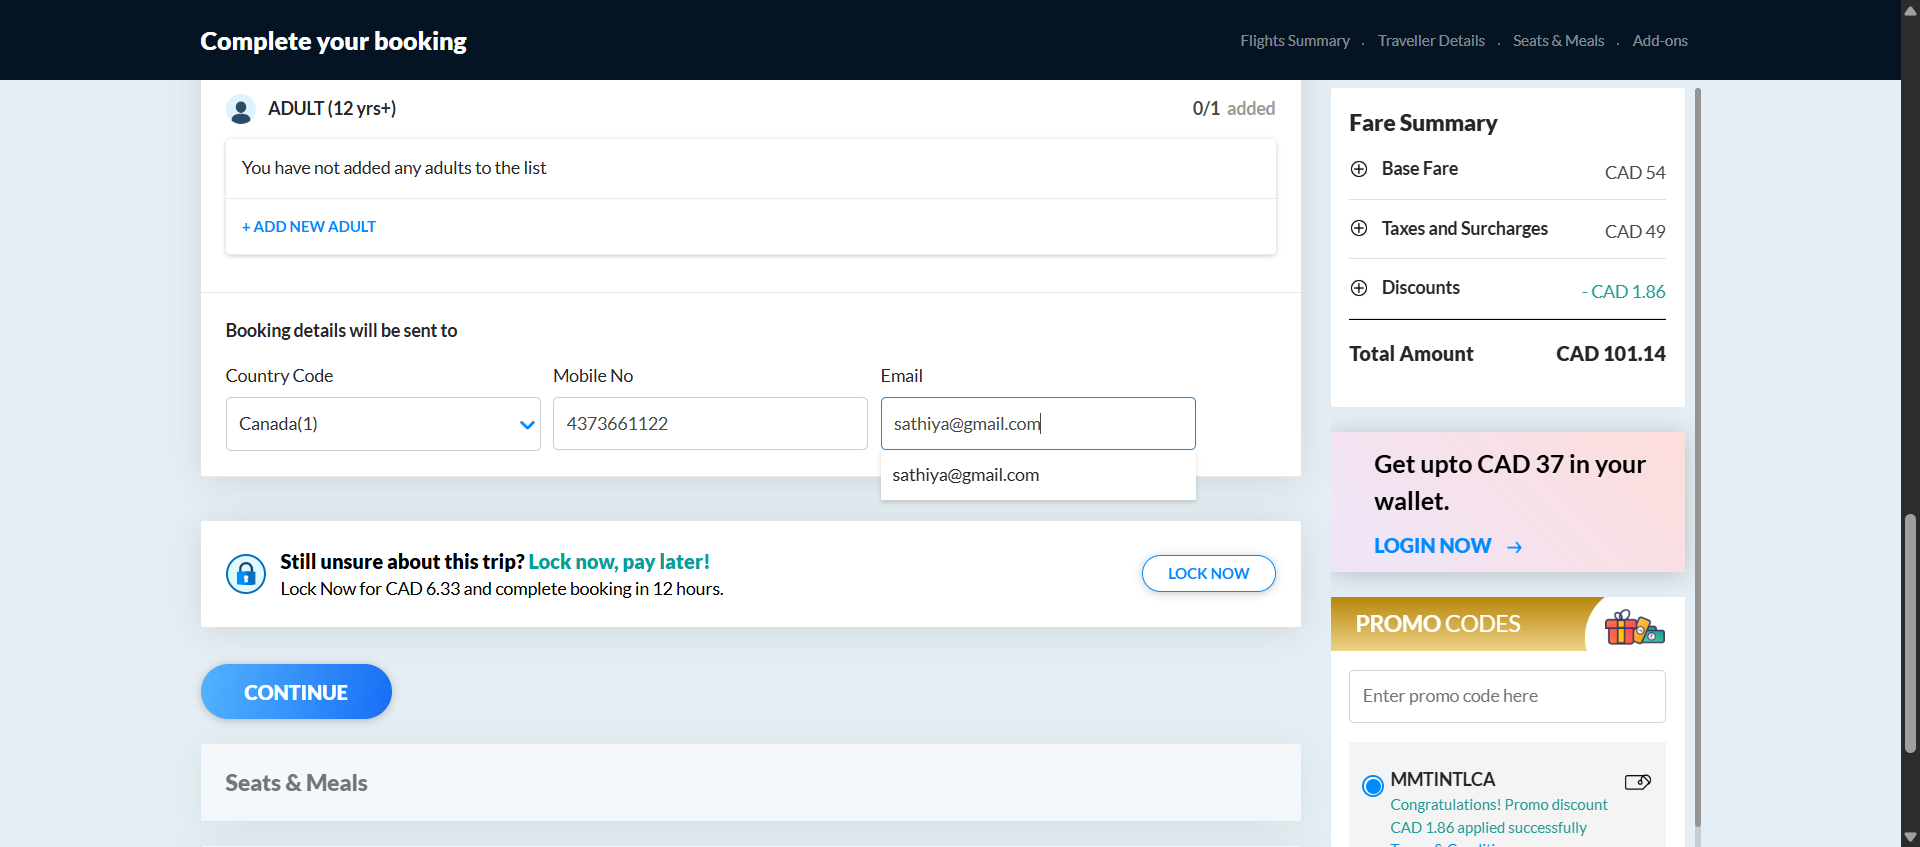 Complete your booking
Flights Summary . Traveller Details . Seats & Meals . Add-ons
ADULT (12 yrs+)
0/1 added
You have not added any adults to the list
+ ADD NEW ADULT
Booking details will be sent to
Country Code
Mobile No
Email
Canada(1)
4373661122
sathiya@gmail.com
sathiya@gmail.com
Still unsure about this trip? Lock now, pay later!
Lock Now for CAD 6.33 and complete booking in 12 hours.
LOCK NOW
CONTINUE
Seats & Meals
Fare Summary
Base Fare
CAD 54
Taxes and Surcharges
CAD 49
Discounts
- CAD 1.86
Total Amount
CAD 101.14
Get upto CAD 37 in your
wallet.
LOGIN NOW →
PROMO CODES
Enter promo code here
MMTINTLCA
Congratulations! Promo discount
CAD 1.86 applied successfully